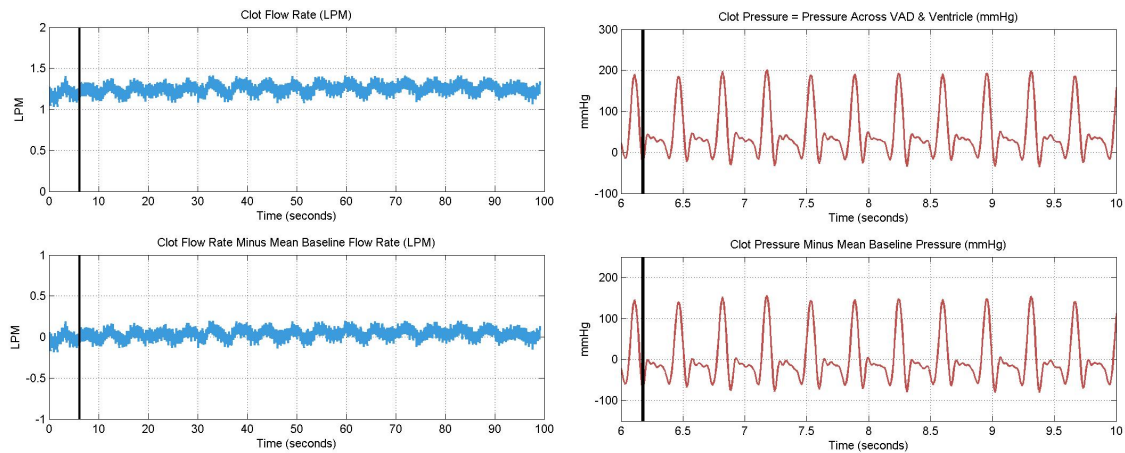 Clot Flow Rate (LPM)
2
1.5
1
0.5
0
LPM
0 10 20 30 40 50 60 70 80 90 100
Time (seconds)
Clot Pressure = Pressure Across VAD & Ventricle (mmHg)
300
200
100
0
-100
mmHg
6 6.5 7 7.5 8 8.5 9 9.5 10
Time (seconds)
Clot Flow Rate Minus Mean Baseline Flow Rate (LPM)
1
0.5
0
-0.5
-1
LPM
0 10 20 30 40 50 60 70 80 90 100
Time (seconds)
Clot Pressure Minus Mean Baseline Pressure (mmHg)
200
100
0
-100
mmHg
6 6.5 7 7.5 8 8.5 9 9.5 10
Time (seconds)